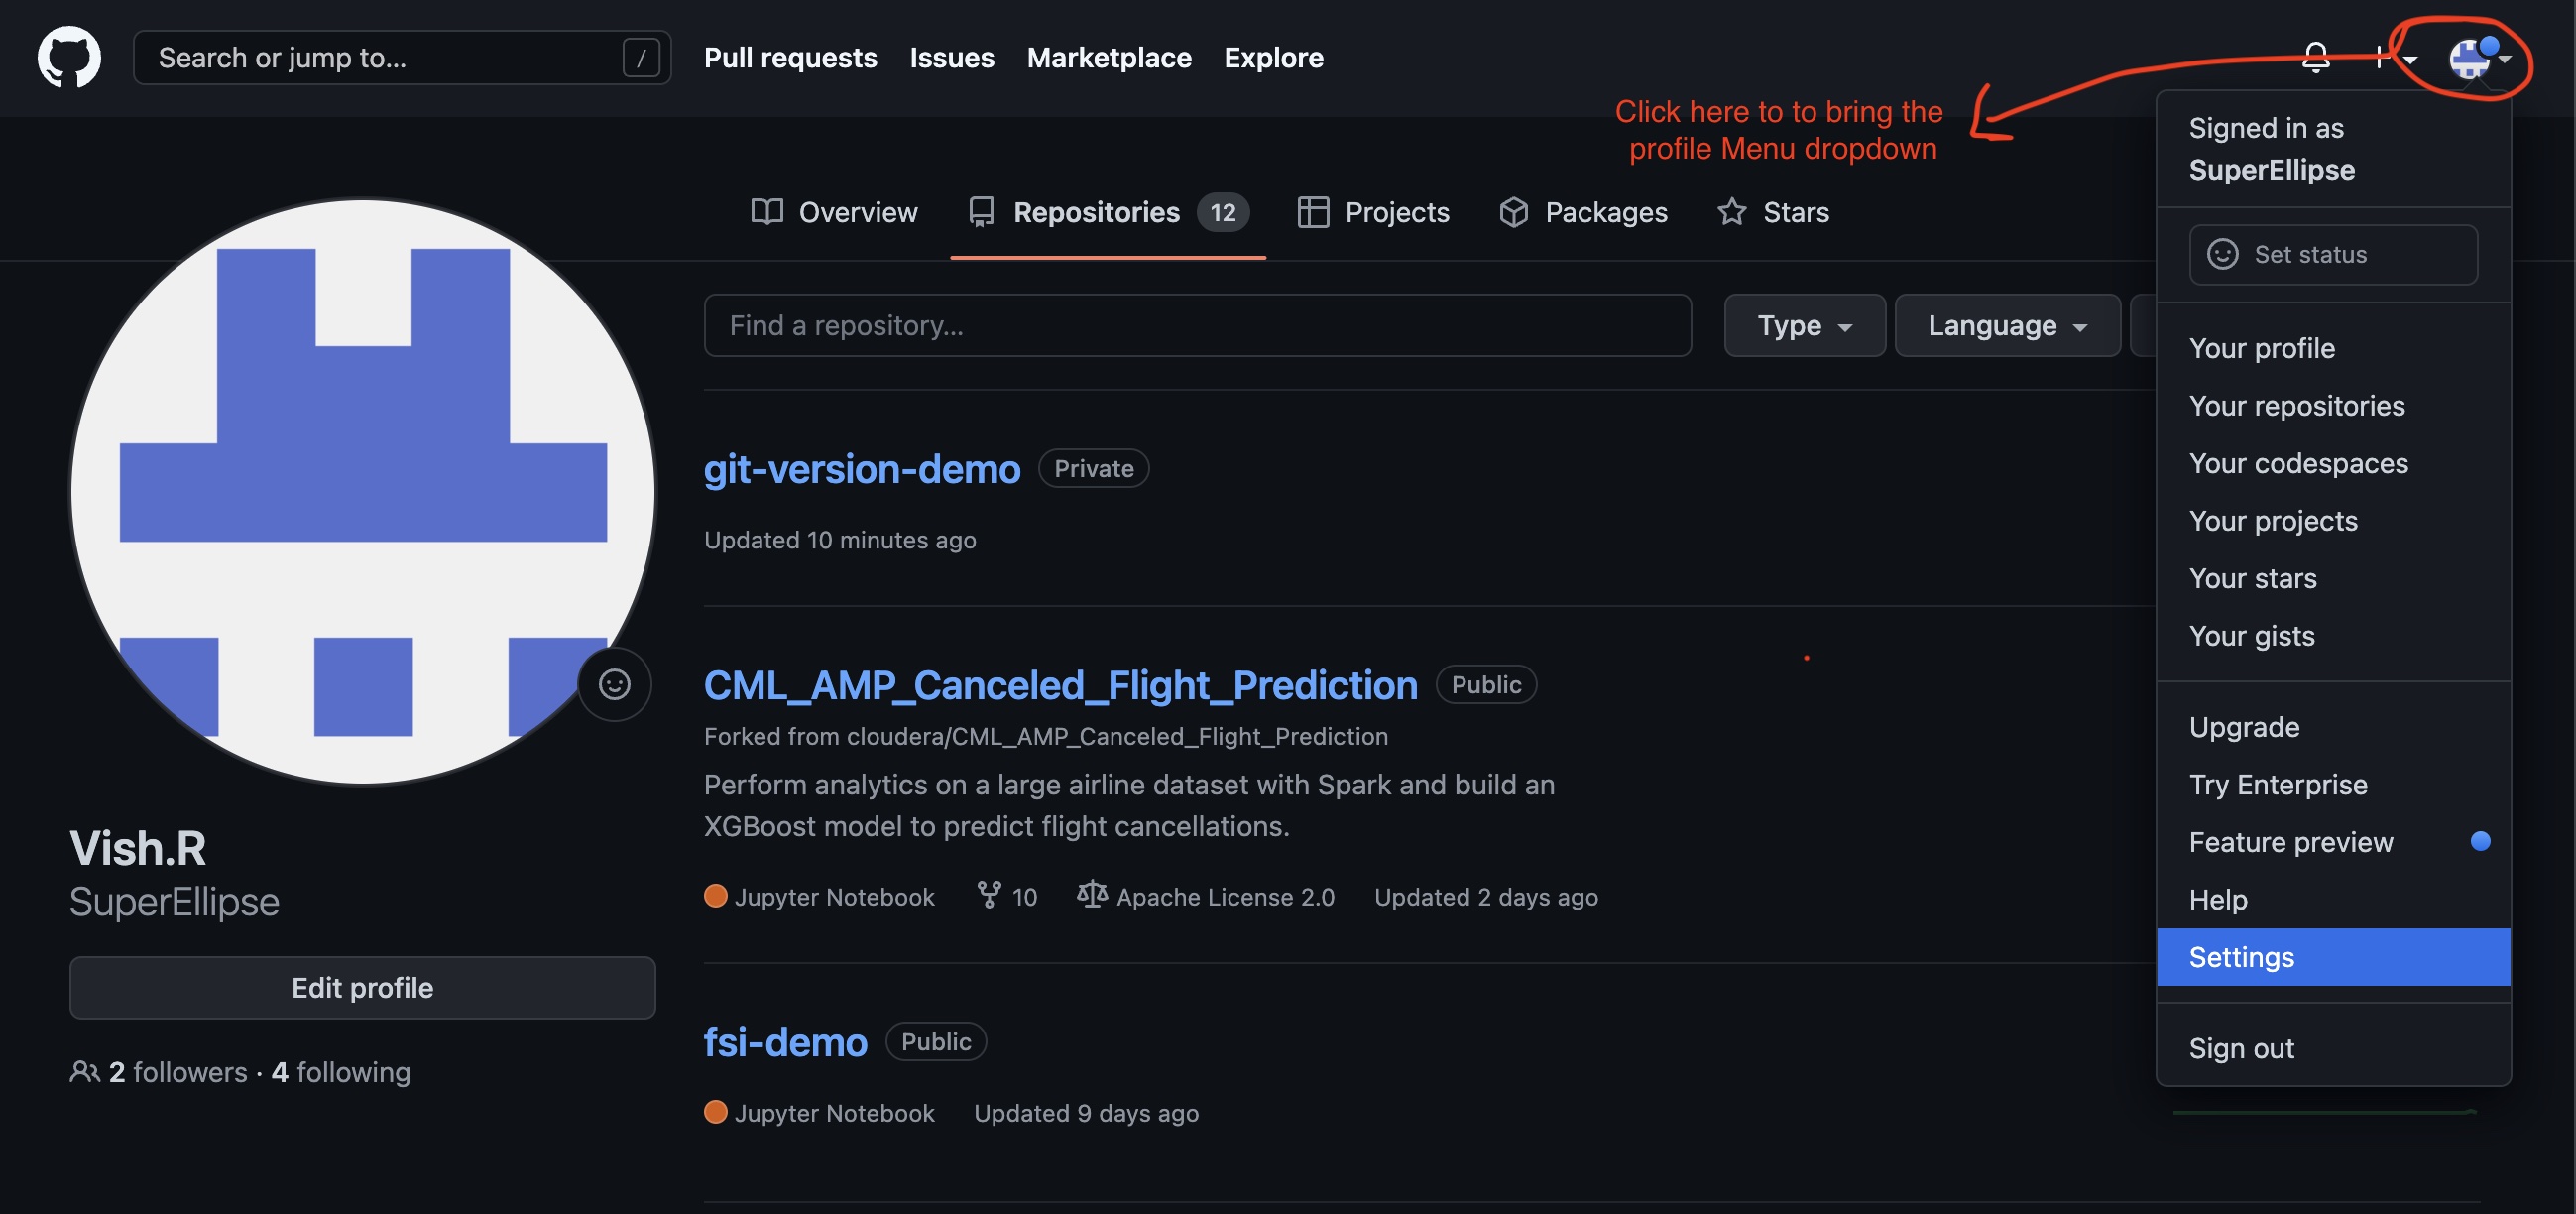 Search or jump to... /
Pull requests Issues Marketplace Explore
Click here to to bring the
profile Menu dropdown
Overview Repositories 12 Projects Packages Stars
Find a repository...
Type Language
git-version-demo Private
Updated 10 minutes ago
CML_AMP_Canceled_Flight_Prediction Public
Forked from cloudera/CML_AMP_Canceled_Flight_Prediction
Perform analytics on a large airline dataset with Spark and build an
XGBoost model to predict flight cancellations.
Jupyter Notebook 10 Apache License 2.0 Updated 2 days ago
fsi-demo Public
Jupyter Notebook Updated 9 days ago
Vish.R
SuperEllipse
Edit profile
2 followers · 4 following
Signed in as
SuperEllipse
Set status
Your profile
Your repositories
Your codespaces
Your projects
Your stars
Your gists
Upgrade
Try Enterprise
Feature preview
Help
Settings
Sign out